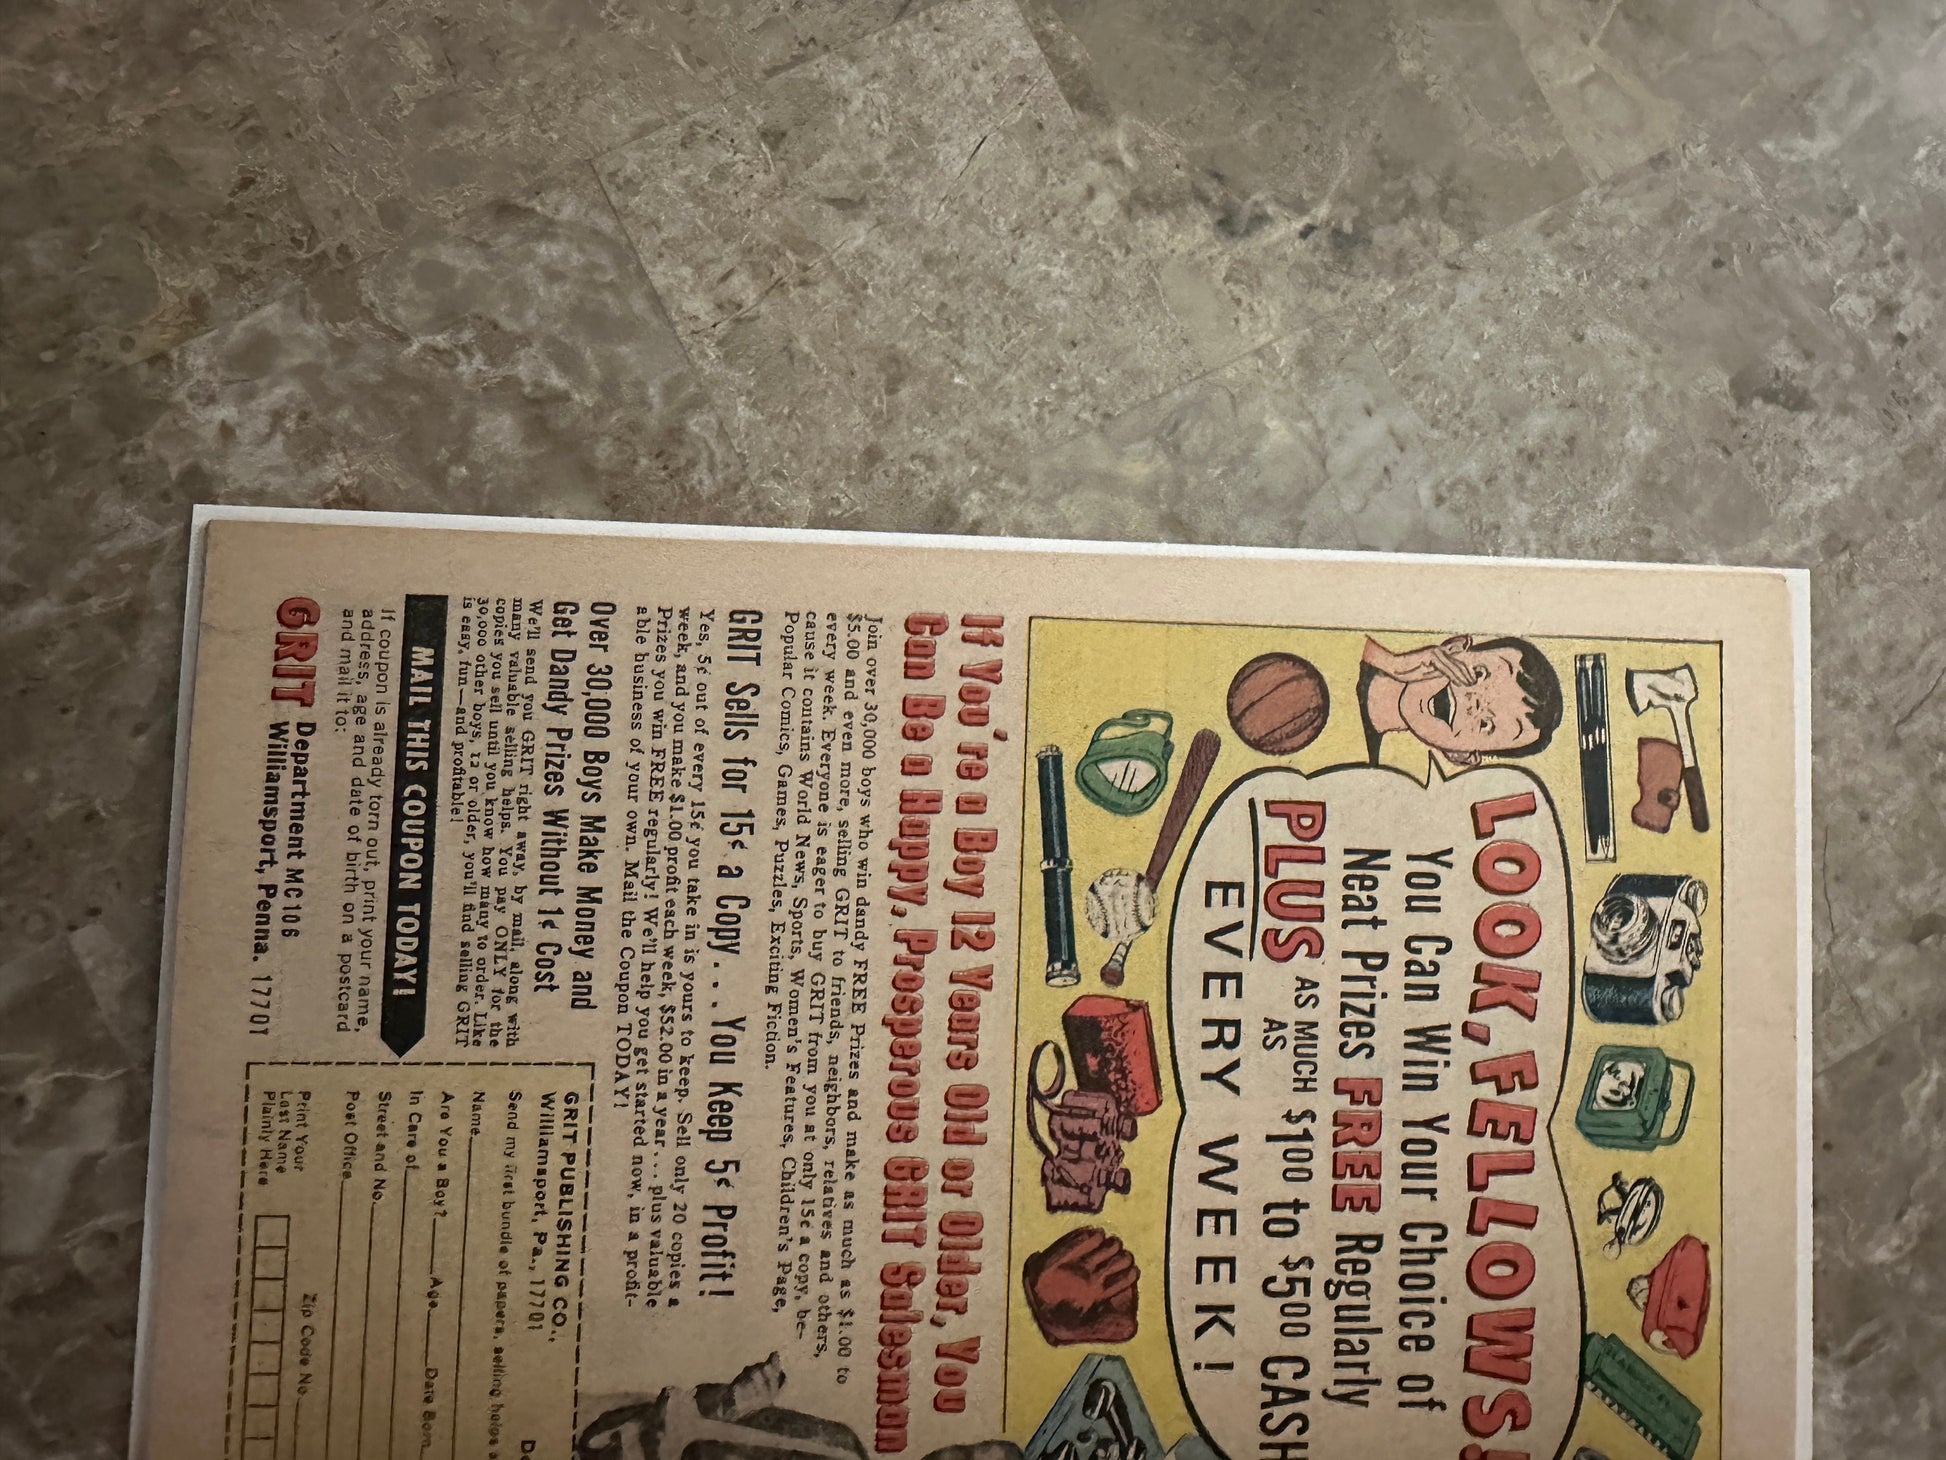 LOOK, FELLOWS!
You Can Win Your Choice of
Neat Prizes FREE Regularly
PLUS AS MUCH $100 to $500 CASH
AS
EVERY WEEK!
If You're a Boy 12 Years Old or Older, You
Can Be a Happy, Prosperous GRIT Salesman
Join over 30,000 boys who win dandy FREE Prizes and make as much as $1.00 to
$5.00 and even more, selling GRIT to friends, neighbors, relatives and others,
every week. Everyone is eager to buy GRIT from you at only 15¢ a copy, be-
cause it contains World News, Sports, Women's Features, Children's Page,
Popular Comics, Games, Puzzles, Exciting Fiction.
GRIT Sells for 15¢ a Copy . . . You Keep 5¢ Profit!
Yes, 5¢ out of every 15¢ you take in is yours to keep. Sell only 20 copies a
week, and you make $1.00 profit each week, $52.00 in a year . . . plus valuable
Prizes you win FREE regularly! We'll help you get started now, in a profit-
able business of your own. Mail the Coupon TODAY!
Over 30,000 Boys Make Money and
Get Dandy Prizes Without 1¢ Cost
We'll send you GRIT right away, by mail, along with
many valuable selling helps. You pay ONLY for the
copies you sell until you know how many to order. Like
30,000 other boys, 12 or older, you'll find selling GRIT
is easy, fun—and profitable!
MAIL THIS COUPON TODAY!
If coupon is already torn out, print your name,
address, age and date of birth on a postcard
and mail it to:
GRIT Department MC 106
Williamsport, Penna. 17701
GRIT PUBLISHING CO.,
Williamsport, Pa., 17701
Send my first bundle of papers, selling helps
Name
Are You a Boy? Age Date Born
In Care of
Street and No.
Post Office
Zip Code No.
Print Your
Last Name
Plainly Here